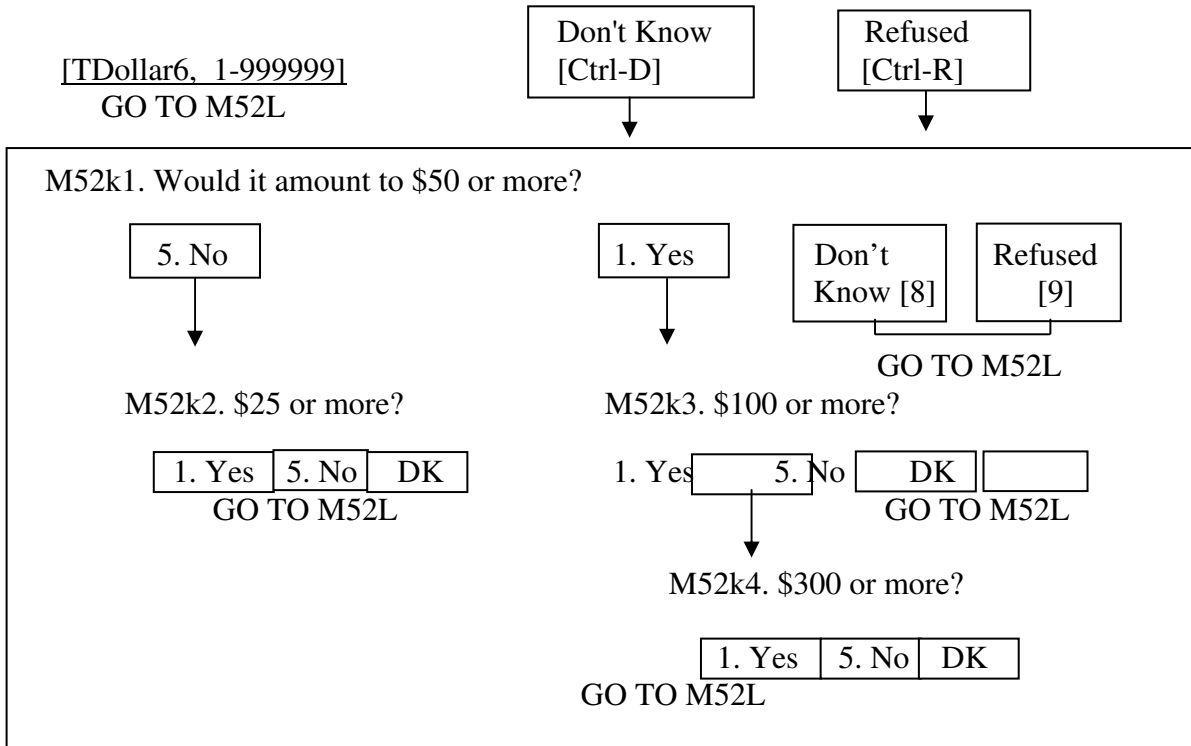 Don't Know
[Ctrl-D]
Refused
[Ctrl-R]
[TDollar6, 1-999999]
GO TO M52L
M52k1. Would it amount to $50 or more?
5. No
1. Yes
Don’t
Know [8]
Refused
[9]
GO TO M52L
M52k2. $25 or more?
M52k3. $100 or more?
1. Yes 5. No DK
GO TO M52L
1. Yes 5. No DK
GO TO M52L
M52k4. $300 or more?
1. Yes 5. No DK
GO TO M52L